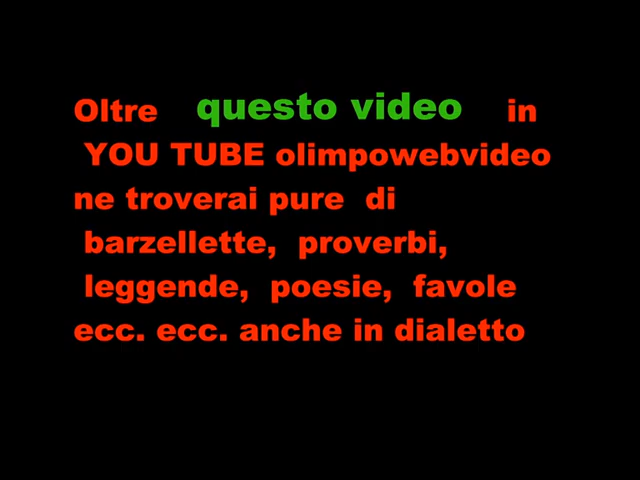 Oltre questo video in
YOU TUBE olimpowebvideo
ne troverai pure di
barzellette, proverbi,
leggende, poesie, favole
ecc. ecc. anche in dialetto